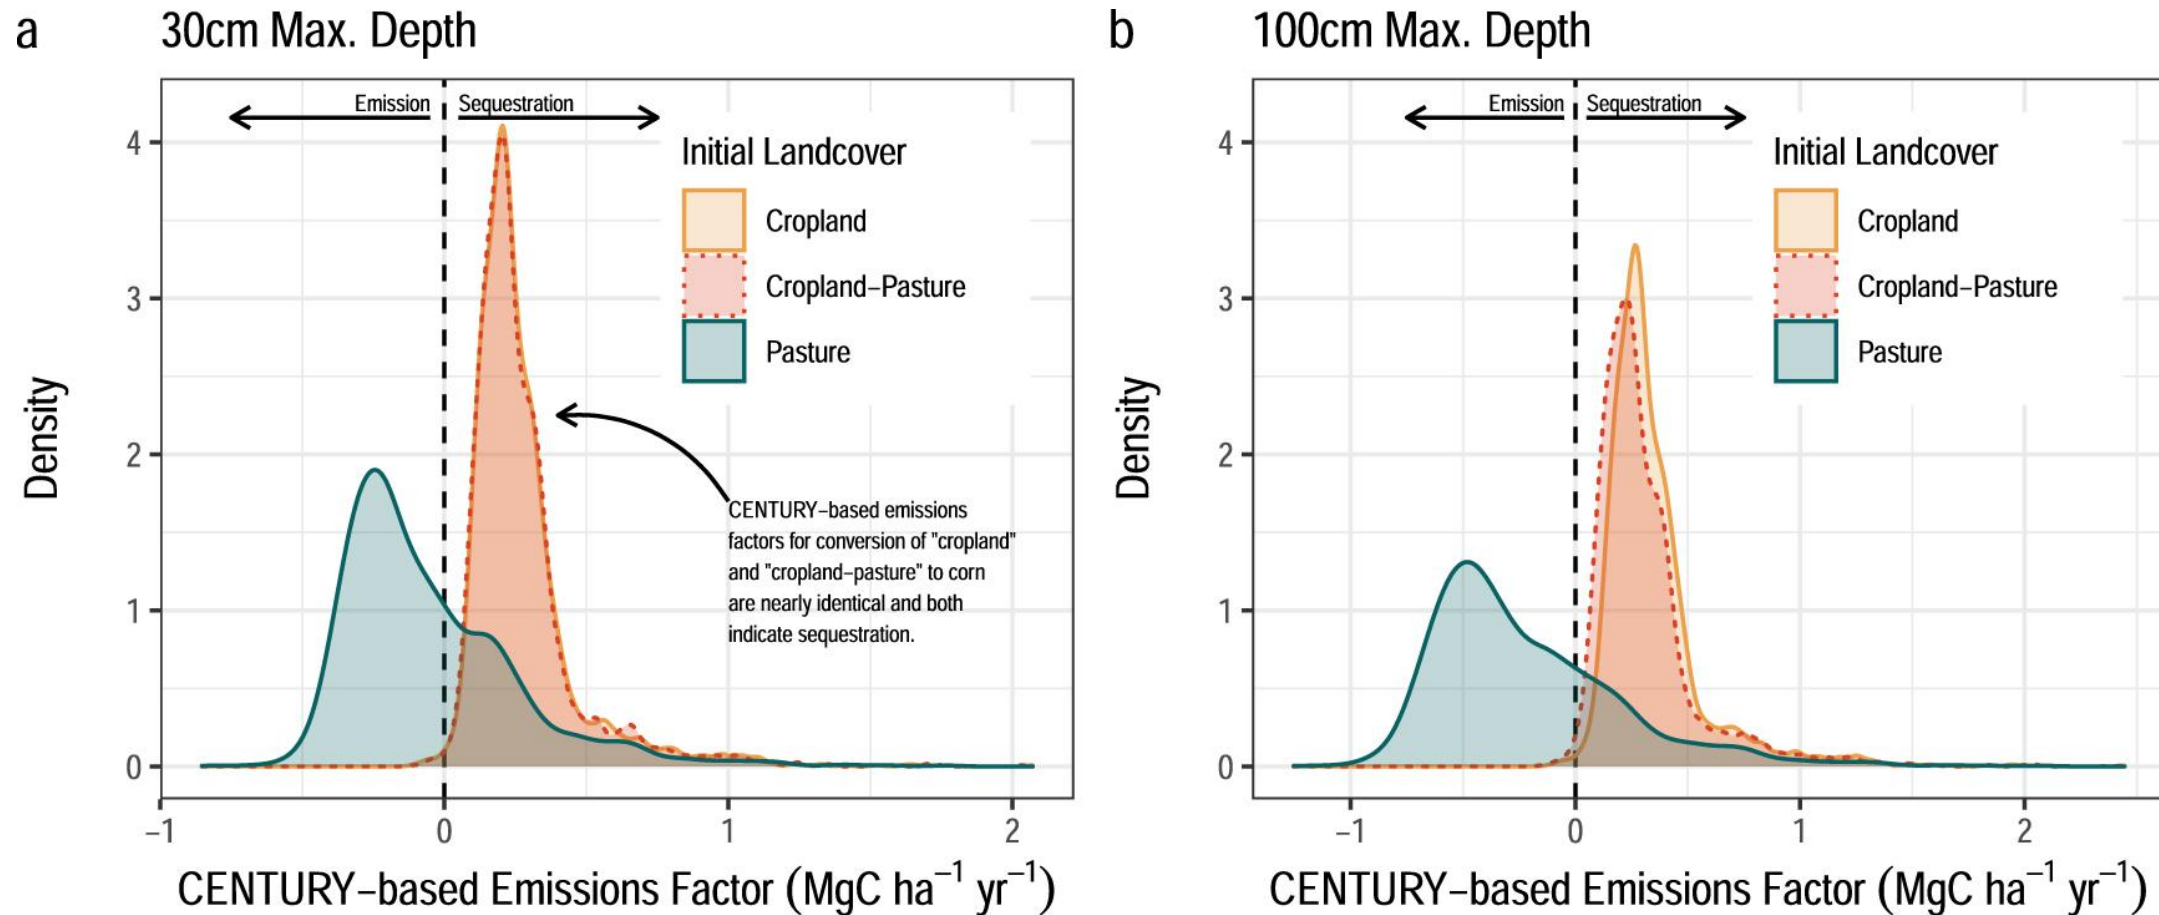 a
30cm Max. Depth
Emission
Sequestration
Initial Landcover
Cropland
Cropland–Pasture
Pasture
CENTURY–based emissions
factors for conversion of "cropland"
and "cropland–pasture" to corn
are nearly identical and both
indicate sequestration.
Density
4
3
2
1
0
–1
0
1
2
CENTURY–based Emissions Factor (MgC ha⁻¹ yr⁻¹)
b
100cm Max. Depth
Emission
Sequestration
Initial Landcover
Cropland
Cropland–Pasture
Pasture
Density
4
3
2
1
0
–1
0
1
2
CENTURY–based Emissions Factor (MgC ha⁻¹ yr⁻¹)